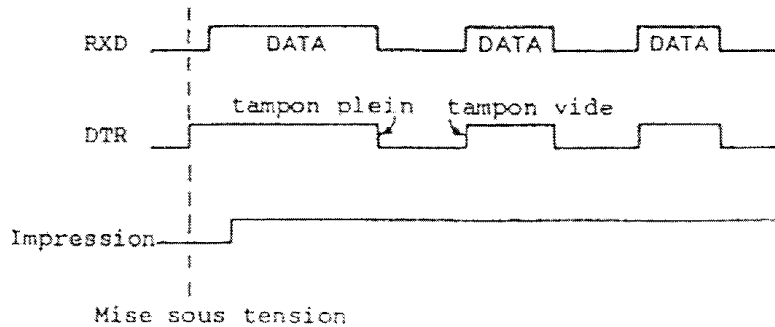 RXD DATA DATA DATA
tampon plein tampon vide
DTR
Impression
Mise sous tension